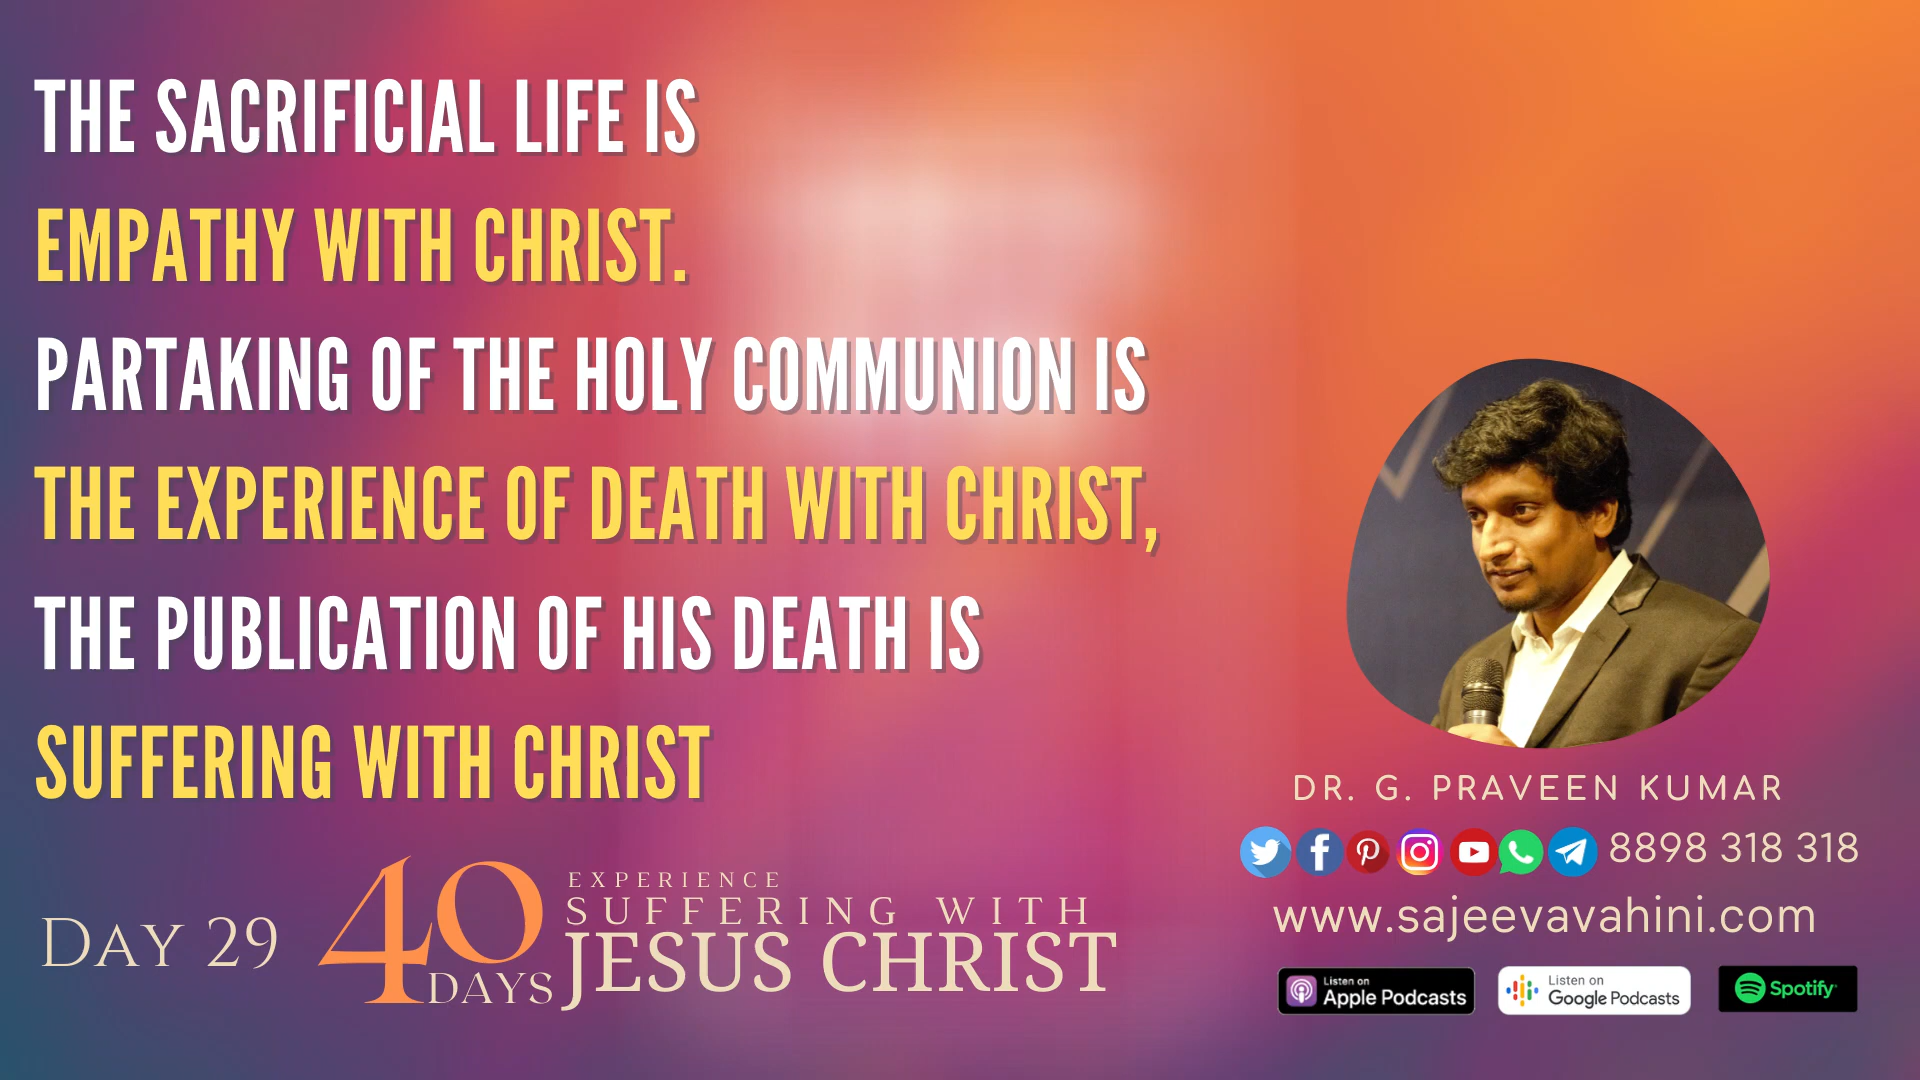 THE SACRIFICIAL LIFE IS
EMPATHY WITH CHRIST.
PARTAKING OF THE HOLY COMMUNION IS
THE EXPERIENCE OF DEATH WITH CHRIST,
THE PUBLICATION OF HIS DEATH IS
SUFFERING WITH CHRIST
DAY 29
40
DAYS
EXPERIENCE
SUFFERING WITH
JESUS CHRIST
DR. G. PRAVEEN KUMAR
8898 318 318
www.sajeevavahini.com
Listen on
Apple Podcasts
Listen on
Google Podcasts
Spotify